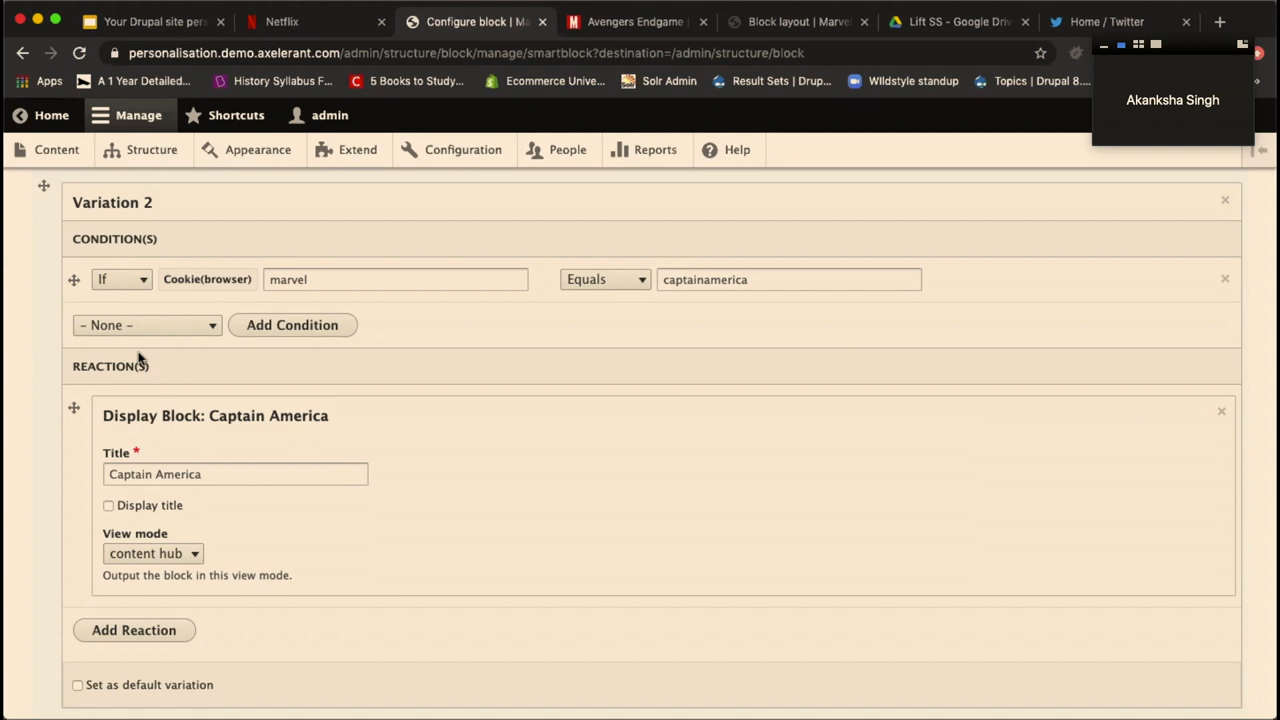 Your Drupal site pers
Netflix
Configure block | Ma
Avengers Endgame |
Block layout | Marve
Lift SS - Google Driv
Home / Twitter
personalisation.demo.axelerant.com/admin/structure/block/manage/smartblock?destination=/admin/structure/block
Apps
A 1 Year Detailed...
History Syllabus F...
5 Books to Study...
Ecommerce Unive...
Solr Admin
Result Sets | Drup...
WIldstyle standup
Topics | Drupal 8....
Akanksha Singh
Home
Manage
Shortcuts
admin
Content
Structure
Appearance
Extend
Configuration
People
Reports
Help
Variation 2
CONDITION(S)
If
Cookie(browser)
marvel
Equals
captainamerica
- None -
Add Condition
REACTION(S)
Display Block: Captain America
Title *
Captain America
Display title
View mode
content hub
Output the block in this view mode.
Add Reaction
Set as default variation